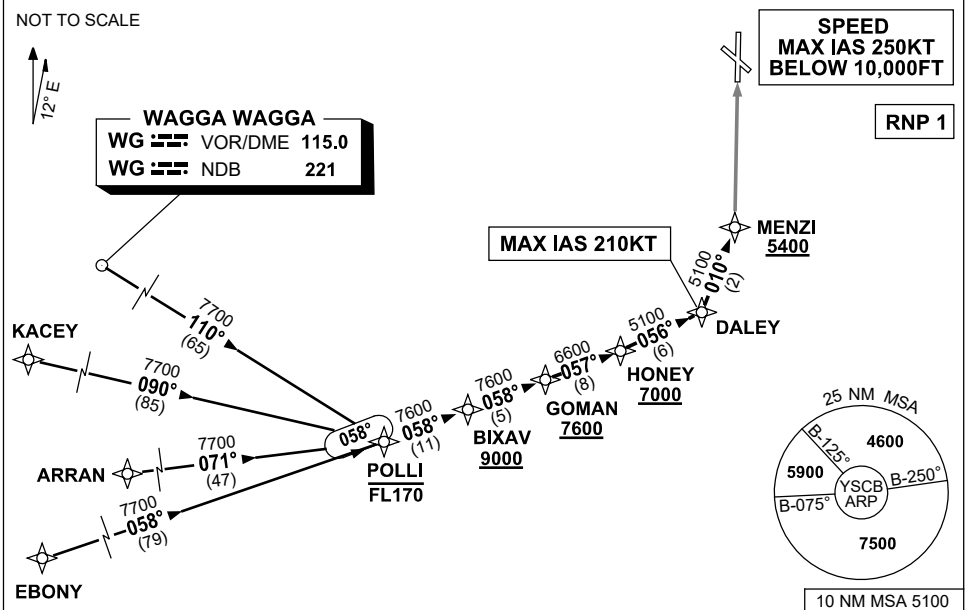 NOT TO SCALE
12° E
SPEED
MAX IAS 250KT
BELOW 10,000FT
RNP 1
WAGGA WAGGA
WG VOR/DME 115.0
WG NDB 221
MAX IAS 210KT
MENZI
5400
5100
010°
(2)
DALEY
5100
056°
(6)
HONEY
7000
6600
057°
(8)
GOMAN
7600
7600
058°
(5)
BIXAV
9000
7600
058°
(11)
POLLI
FL170
058°
7700
110°
(65)
KACEY
7700
090°
(85)
ARRAN
7700
071°
(47)
7700
058°
(79)
EBONY
25 NM MSA
B-125°
4600
5900
YSCB
ARP
B-250°
B-075°
7500
10 NM MSA 5100